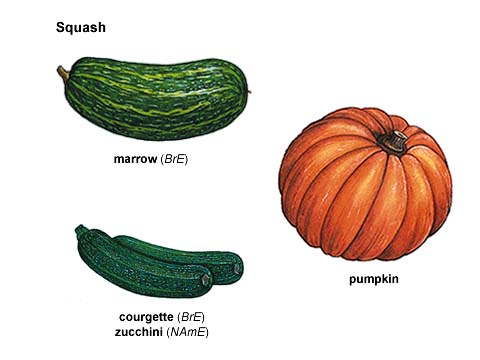 Squash
marrow (BrE)
pumpkin
courgette (BrE)
zucchini (NAmE)